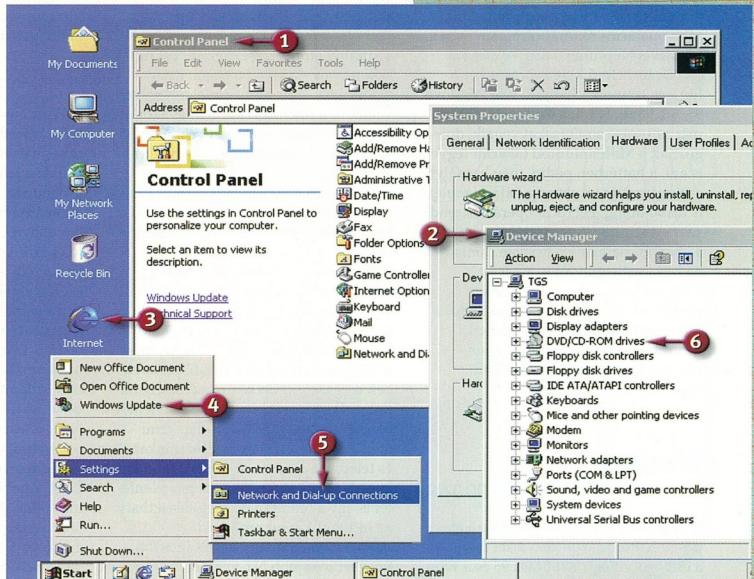 My Documents
My Computer
My Network
Places
Recycle Bin
Internet
Control Panel
1
File Edit View Favorites Tools Help
Back Search Folders History
Address Control Panel
Control Panel
Use the settings in Control Panel to
personalize your computer.
Select an item to view its
description.
Windows Update
Technical Support
Accessibility Op
Add/Remove Ha
Add/Remove Pr
Administrative T
Date/Time
Display
Fax
Folder Options
Fonts
Game Controlle
Internet Option
Keyboard
Mail
Mouse
Network and Di
System Properties
General Network Identification Hardware User Profiles
Hardware wizard
The Hardware wizard helps you install, uninstall, rep
unplug, eject, and configure your hardware.
Dev
Hard
2
Device Manager
Action View
TGS
Computer
Disk drives
Display adapters
DVD/CD-ROM drives
6
Floppy disk controllers
Floppy disk drives
IDE ATA/ATAPI controllers
Keyboards
Mice and other pointing devices
Modem
Monitors
Network adapters
Ports (COM & LPT)
Sound, video and game controllers
System devices
Universal Serial Bus controllers
3
New Office Document
Open Office Document
Windows Update
4
Programs
Documents
Settings
Search
Help
Run...
Shut Down...
5
Control Panel
Network and Dial-up Connections
Printers
Taskbar & Start Menu...
Start Device Manager Control Panel